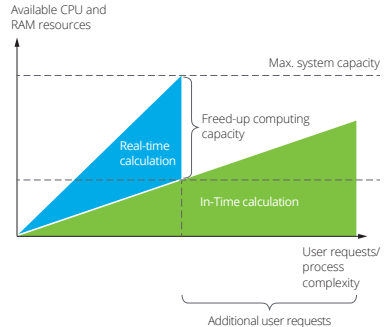 Available CPU and
RAM resources
Max. system capacity
Freed-up computing
capacity
Real-time
calculation
In-Time calculation
User requests/
process
complexity
Additional user requests